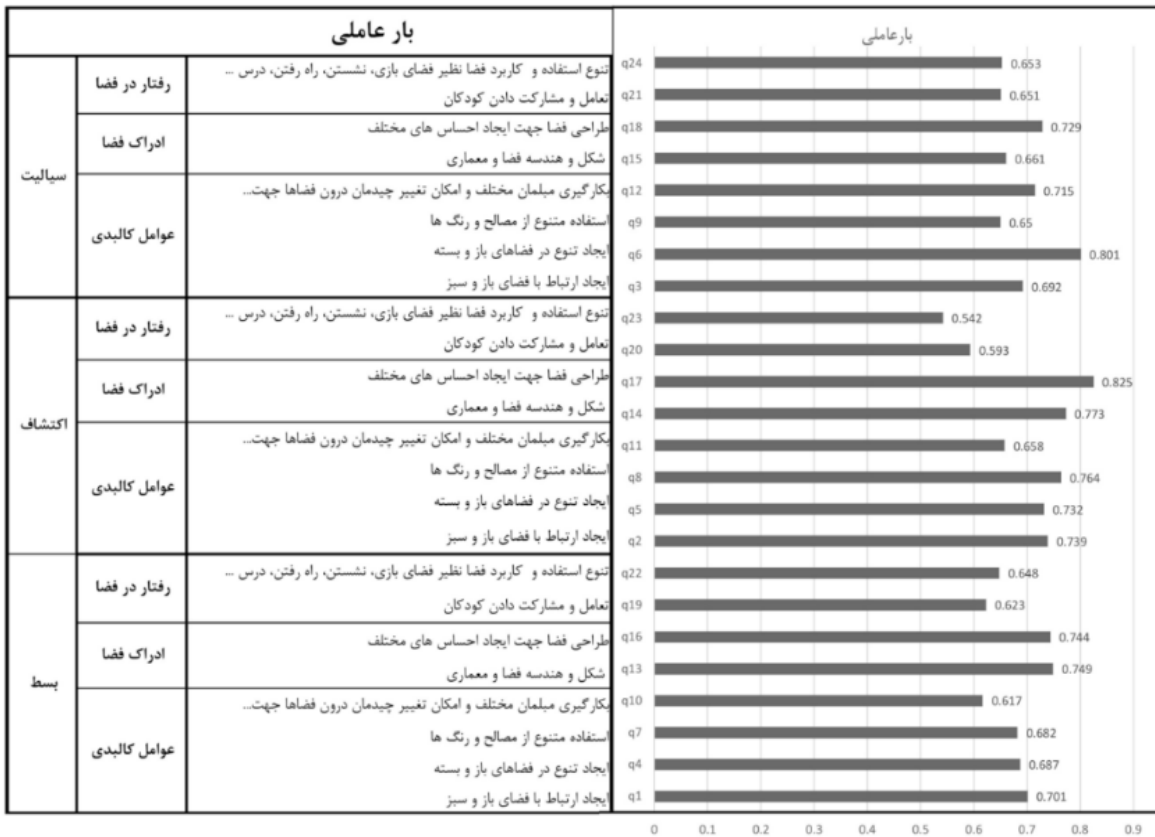 بار عاملی
سیالیت
رفتار در فضا
تنوع استفاده و کاربرد فضا نظیر فضای بازی، نشستن، راه رفتن، درس ...
تعامل و مشارکت دادن کودکان
ادراک فضا
طراحی فضا جهت ایجاد احساس های مختلف
شکل و هندسه فضا و معماری
عوامل کالبدی
بکارگیری مبلمان مختلف و امکان تغییر چیدمان درون فضاها جهت...
استفاده متنوع از مصالح و رنگ ها
ایجاد تنوع در فضاهای باز و بسته
ایجاد ارتباط با فضای باز و سبز
اکتشاف
رفتار در فضا
تنوع استفاده و کاربرد فضا نظیر فضای بازی، نشستن، راه رفتن، درس ...
تعامل و مشارکت دادن کودکان
ادراک فضا
طراحی فضا جهت ایجاد احساس های مختلف
شکل و هندسه فضا و معماری
عوامل کالبدی
بکارگیری مبلمان مختلف و امکان تغییر چیدمان درون فضاها جهت...
استفاده متنوع از مصالح و رنگ ها
ایجاد تنوع در فضاهای باز و بسته
ایجاد ارتباط با فضای باز و سبز
بسط
رفتار در فضا
تنوع استفاده و کاربرد فضا نظیر فضای بازی، نشستن، راه رفتن، درس ...
تعامل و مشارکت دادن کودکان
ادراک فضا
طراحی فضا جهت ایجاد احساس های مختلف
شکل و هندسه فضا و معماری
عوامل کالبدی
بکارگیری مبلمان مختلف و امکان تغییر چیدمان درون فضاها جهت...
استفاده متنوع از مصالح و رنگ ها
ایجاد تنوع در فضاهای باز و بسته
ایجاد ارتباط با فضای باز و سبز
بارعاملی
q24 0.653
q21 0.651
q18 0.729
q15 0.661
q12 0.715
q9 0.65
q6 0.801
q3 0.692
q23 0.542
q20 0.593
q17 0.825
q14 0.773
q11 0.658
q8 0.764
q5 0.732
q2 0.739
q22 0.648
q19 0.623
q16 0.744
q13 0.749
q10 0.617
q7 0.682
q4 0.687
q1 0.701
0 0.1 0.2 0.3 0.4 0.5 0.6 0.7 0.8 0.9